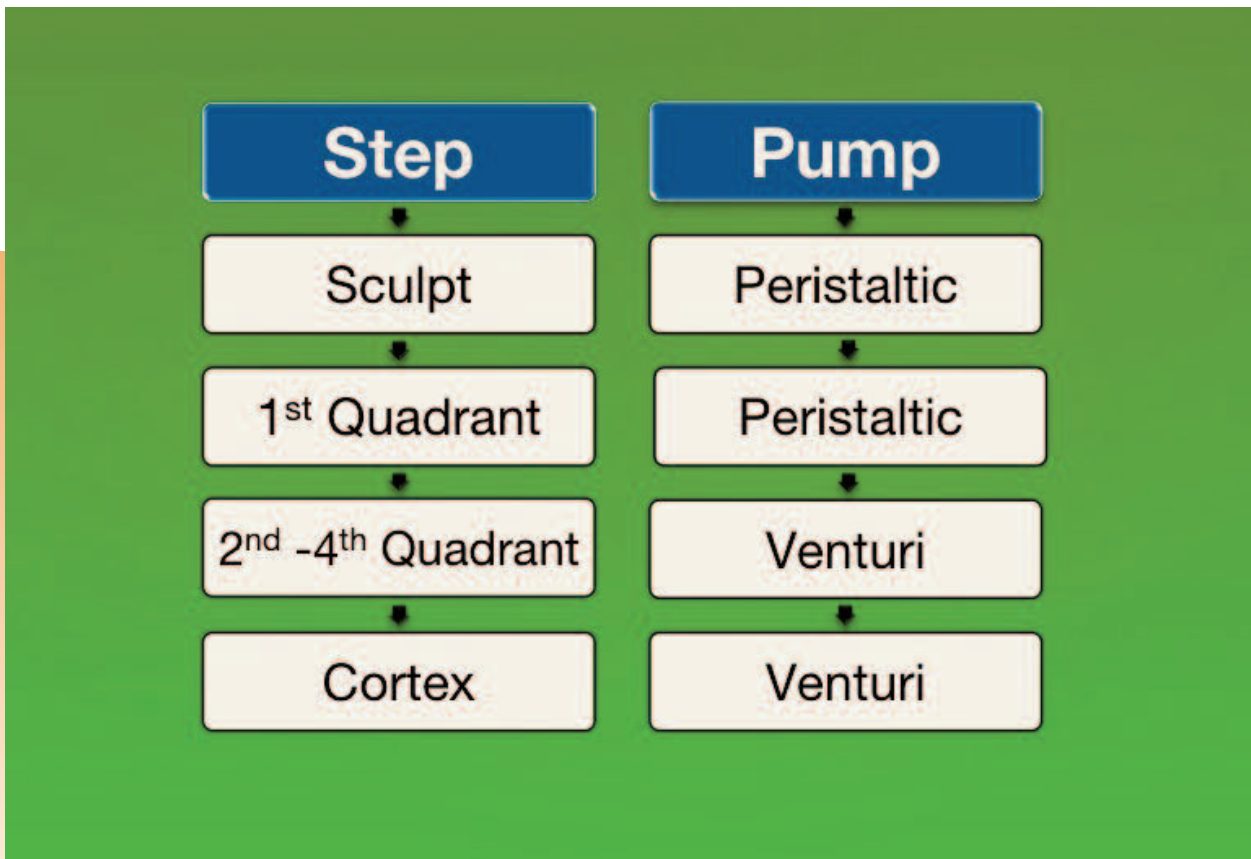 Step
Pump
Sculpt
Peristaltic
1st Quadrant
Peristaltic
2nd -4th Quadrant
Venturi
Cortex
Venturi